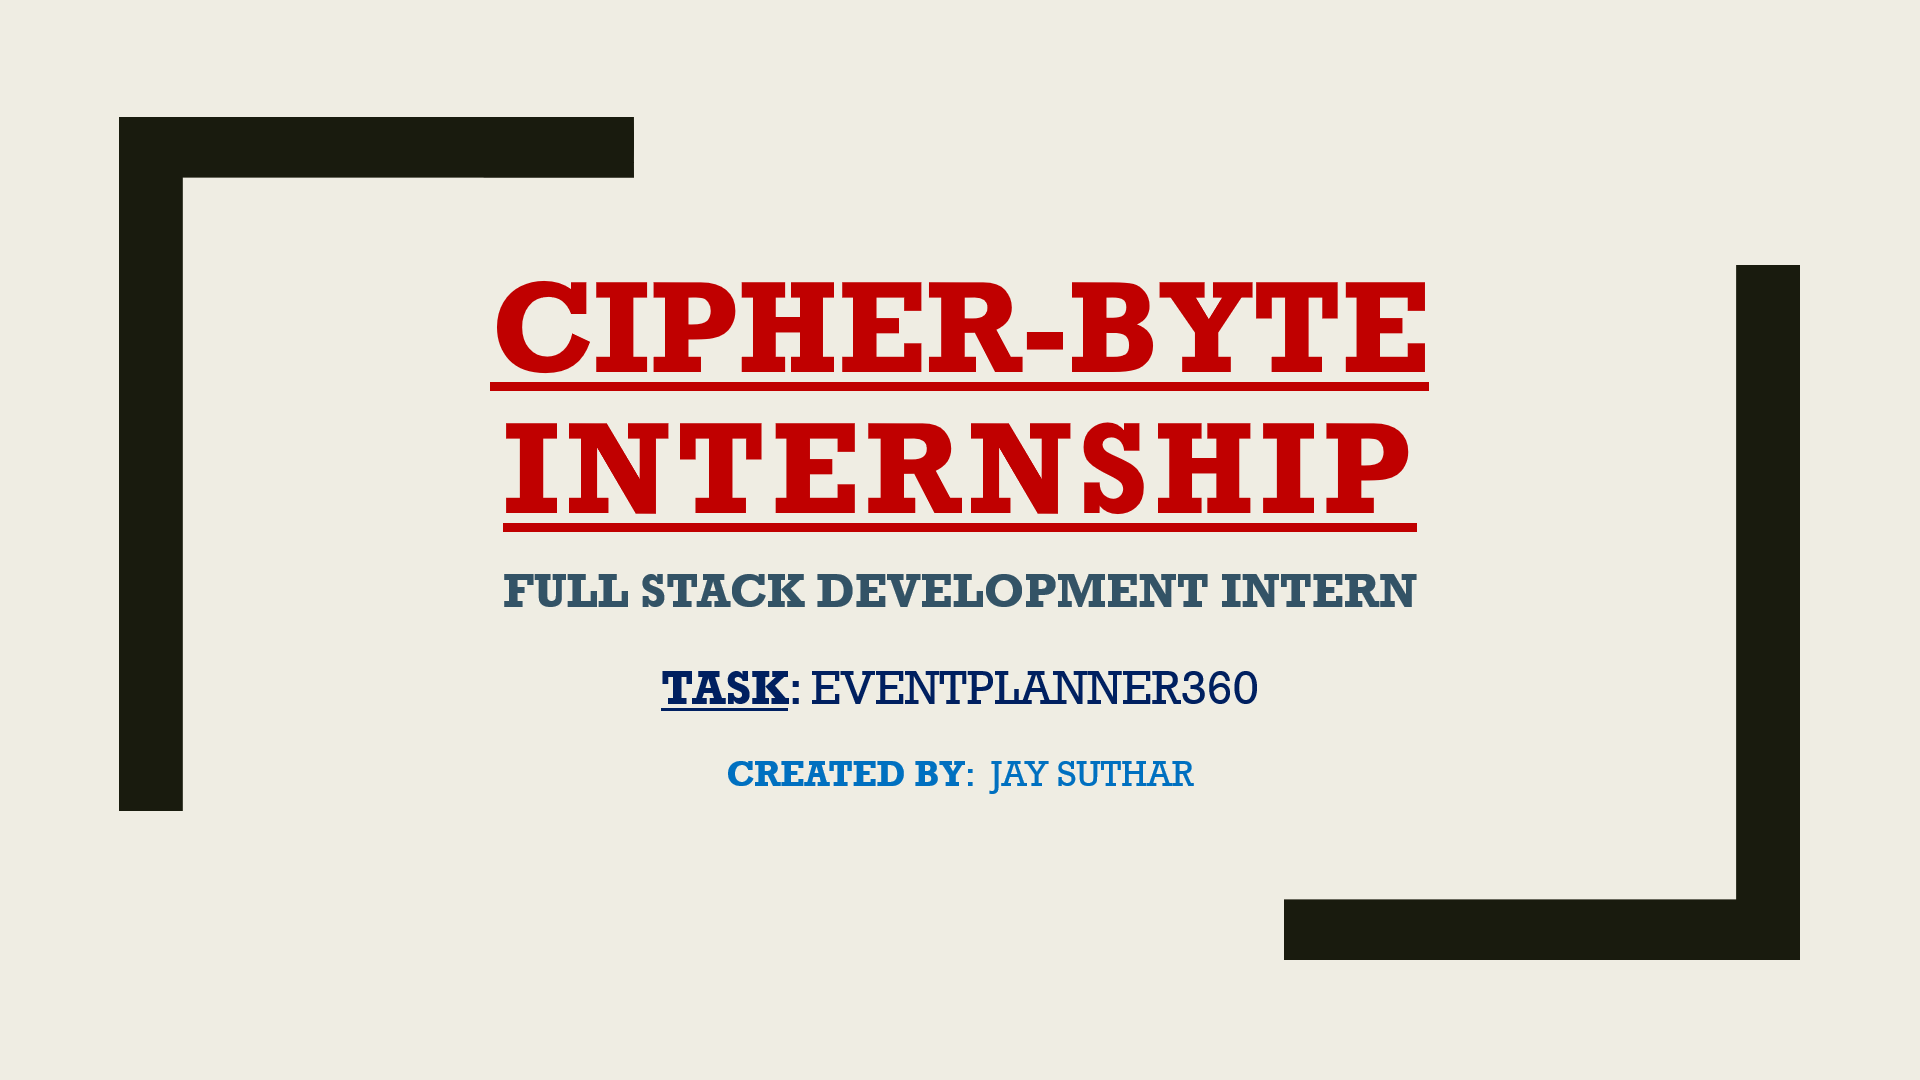 CIPHER-BYTE
INTERNSHIP
FULL STACK DEVELOPMENT INTERN
TASK: EVENTPLANNER360
CREATED BY: JAY SUTHAR